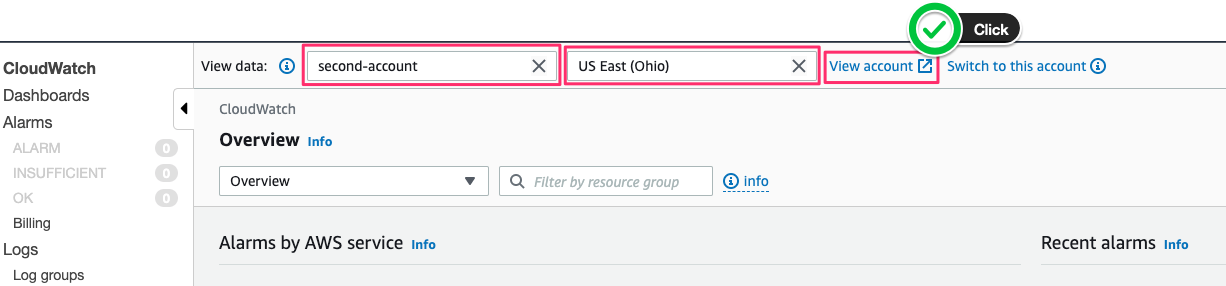 Click
CloudWatch
Dashboards
Alarms
ALARM 0
INSUFFICIENT 0
OK 0
Billing
Logs
Log groups
View data: second-account US East (Ohio) View account Switch to this account
CloudWatch
Overview Info
Overview Filter by resource group info
Alarms by AWS service Info Recent alarms Info